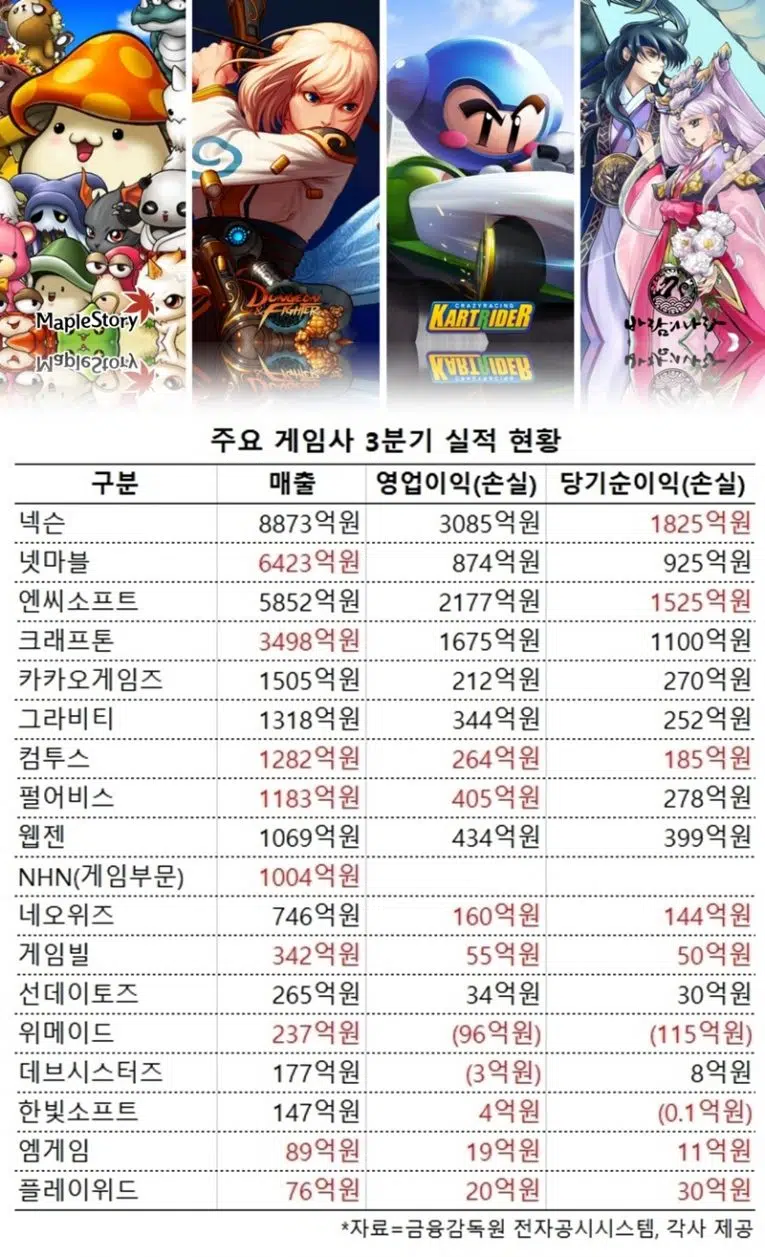 MapleStory
DUNGEON
& FIGHTER
CRAZYRACING
KARTRIDER
바람의나라
주요 게임사 3분기 실적 현황
구분 매출 영업이익(손실) 당기순이익(손실)
넥슨 8873억원 3085억원 1825억원
넷마블 6423억원 874억원 925억원
엔씨소프트 5852억원 2177억원 1525억원
크래프톤 3498억원 1675억원 1100억원
카카오게임즈 1505억원 212억원 270억원
그라비티 1318억원 344억원 252억원
컴투스 1282억원 264억원 185억원
펄어비스 1183억원 405억원 278억원
웹젠 1069억원 434억원 399억원
NHN(게임부문) 1004억원
네오위즈 746억원 160억원 144억원
게임빌 342억원 55억원 50억원
선데이토즈 265억원 34억원 30억원
위메이드 237억원 (96억원) (115억원)
데브시스터즈 177억원 (3억원) 8억원
한빛소프트 147억원 4억원 (0.1억원)
엠게임 89억원 19억원 11억원
플레이위드 76억원 20억원 30억원
*자료=금융감독원 전자공시시스템, 각사 제공